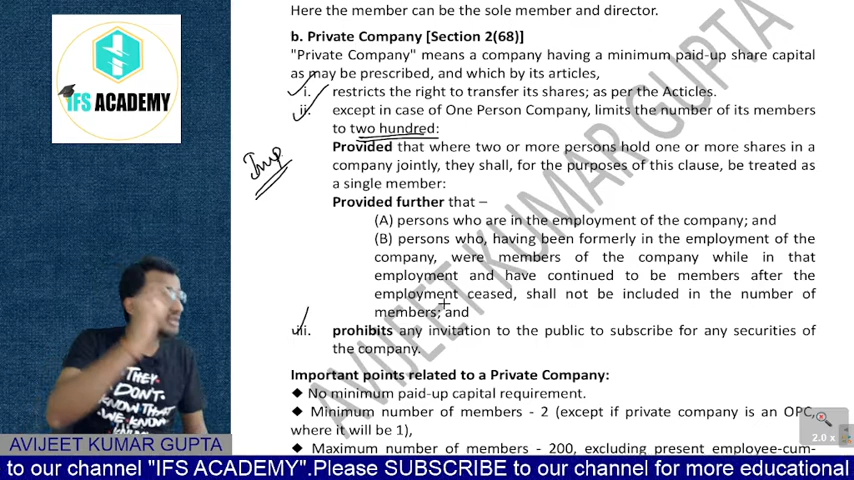 Here the member can be the sole member and director.
b. Private Company [Section 2(68)]
"Private Company" means a company having a minimum paid-up share capital
as may be prescribed, and which by its articles,
i. restricts the right to transfer its shares; as per the Acticles.
ii. except in case of One Person Company, limits the number of its members
to two hundred:
Imp
Provided that where two or more persons hold one or more shares in a
company jointly, they shall, for the purposes of this clause, be treated as
a single member:
Provided further that –
(A) persons who are in the employment of the company; and
(B) persons who, having been formerly in the employment of the
company, were members of the company while in that
employment and have continued to be members after the
employment ceased, shall not be included in the number of
members; and
iii. prohibits any invitation to the public to subscribe for any securities of
the company.
Important points related to a Private Company:
◆ No minimum paid-up capital requirement.
◆ Minimum number of members - 2 (except if private company is an OPC,
where it will be 1),
◆ Maximum number of members - 200, excluding present employee-cum-
IFS ACADEMY
AVIJEET KUMAR GUPTA
THEY
DON'T
KNOW THAT
WE KNOW
2.0 x
AVIJEET KUMAR GUPTA
to our channel "IFS ACADEMY".Please SUBSCRIBE to our channel for more educational